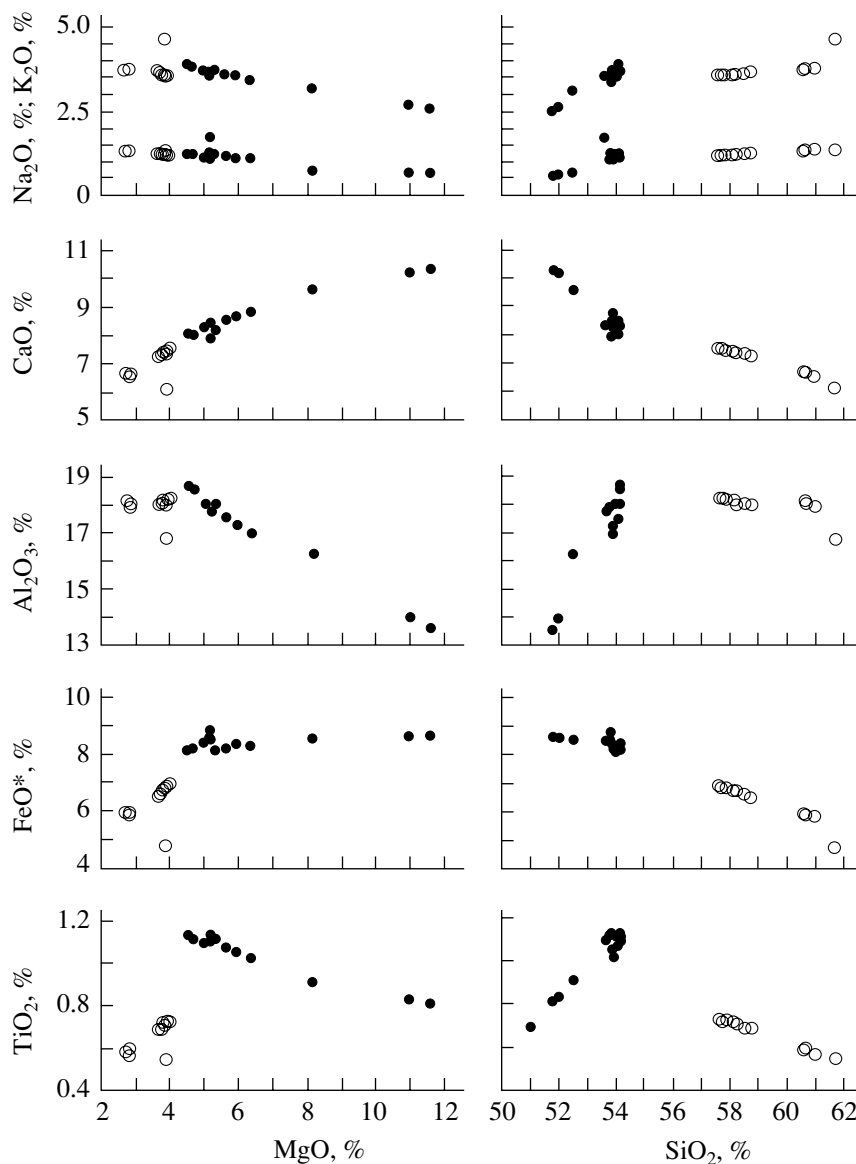 5.0
2.5
0
Na₂O, %; K₂O, %
11
9
7
5
CaO, %
19
17
15
13
Al₂O₃, %
10
8
6
4
FeO*, %
1.2
0.8
0.4
TiO₂, %
2 4 6 8 10 12
MgO, %
50 52 54 56 58 60 62
SiO₂, %